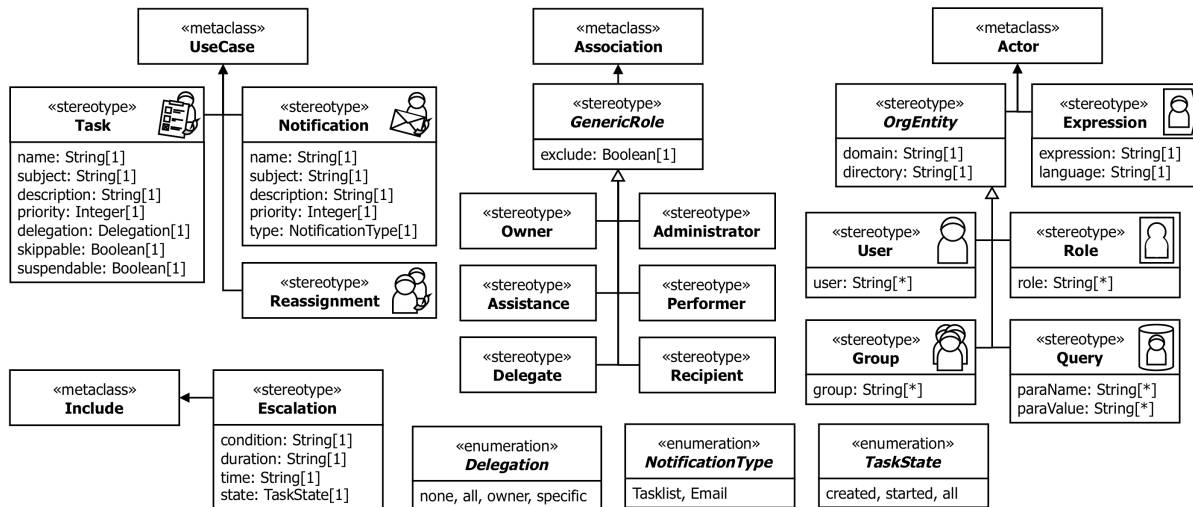 «metaclass»
UseCase
«stereotype»
Task
name: String[1]
subject: String[1]
description: String[1]
priority: Integer[1]
delegation: Delegation[1]
skippable: Boolean[1]
suspendable: Boolean[1]
«stereotype»
Notification
name: String[1]
subject: String[1]
description: String[1]
priority: Integer[1]
type: NotificationType[1]
«stereotype»
Reassignment
«metaclass»
Include
«stereotype»
Escalation
condition: String[1]
duration: String[1]
time: String[1]
state: TaskState[1]
«metaclass»
Association
«stereotype»
GenericRole
exclude: Boolean[1]
«stereotype»
Owner
«stereotype»
Administrator
«stereotype»
Assistance
«stereotype»
Performer
«stereotype»
Delegate
«stereotype»
Recipient
«metaclass»
Actor
«stereotype»
OrgEntity
domain: String[1]
directory: String[1]
«stereotype»
Expression
expression: String[1]
language: String[1]
«stereotype»
User
user: String[*]
«stereotype»
Role
role: String[*]
«stereotype»
Group
group: String[*]
«stereotype»
Query
paraName: String[*]
paraValue: String[*]
«enumeration»
Delegation
none, all, owner, specific
«enumeration»
NotificationType
Tasklist, Email
«enumeration»
TaskState
created, started, all